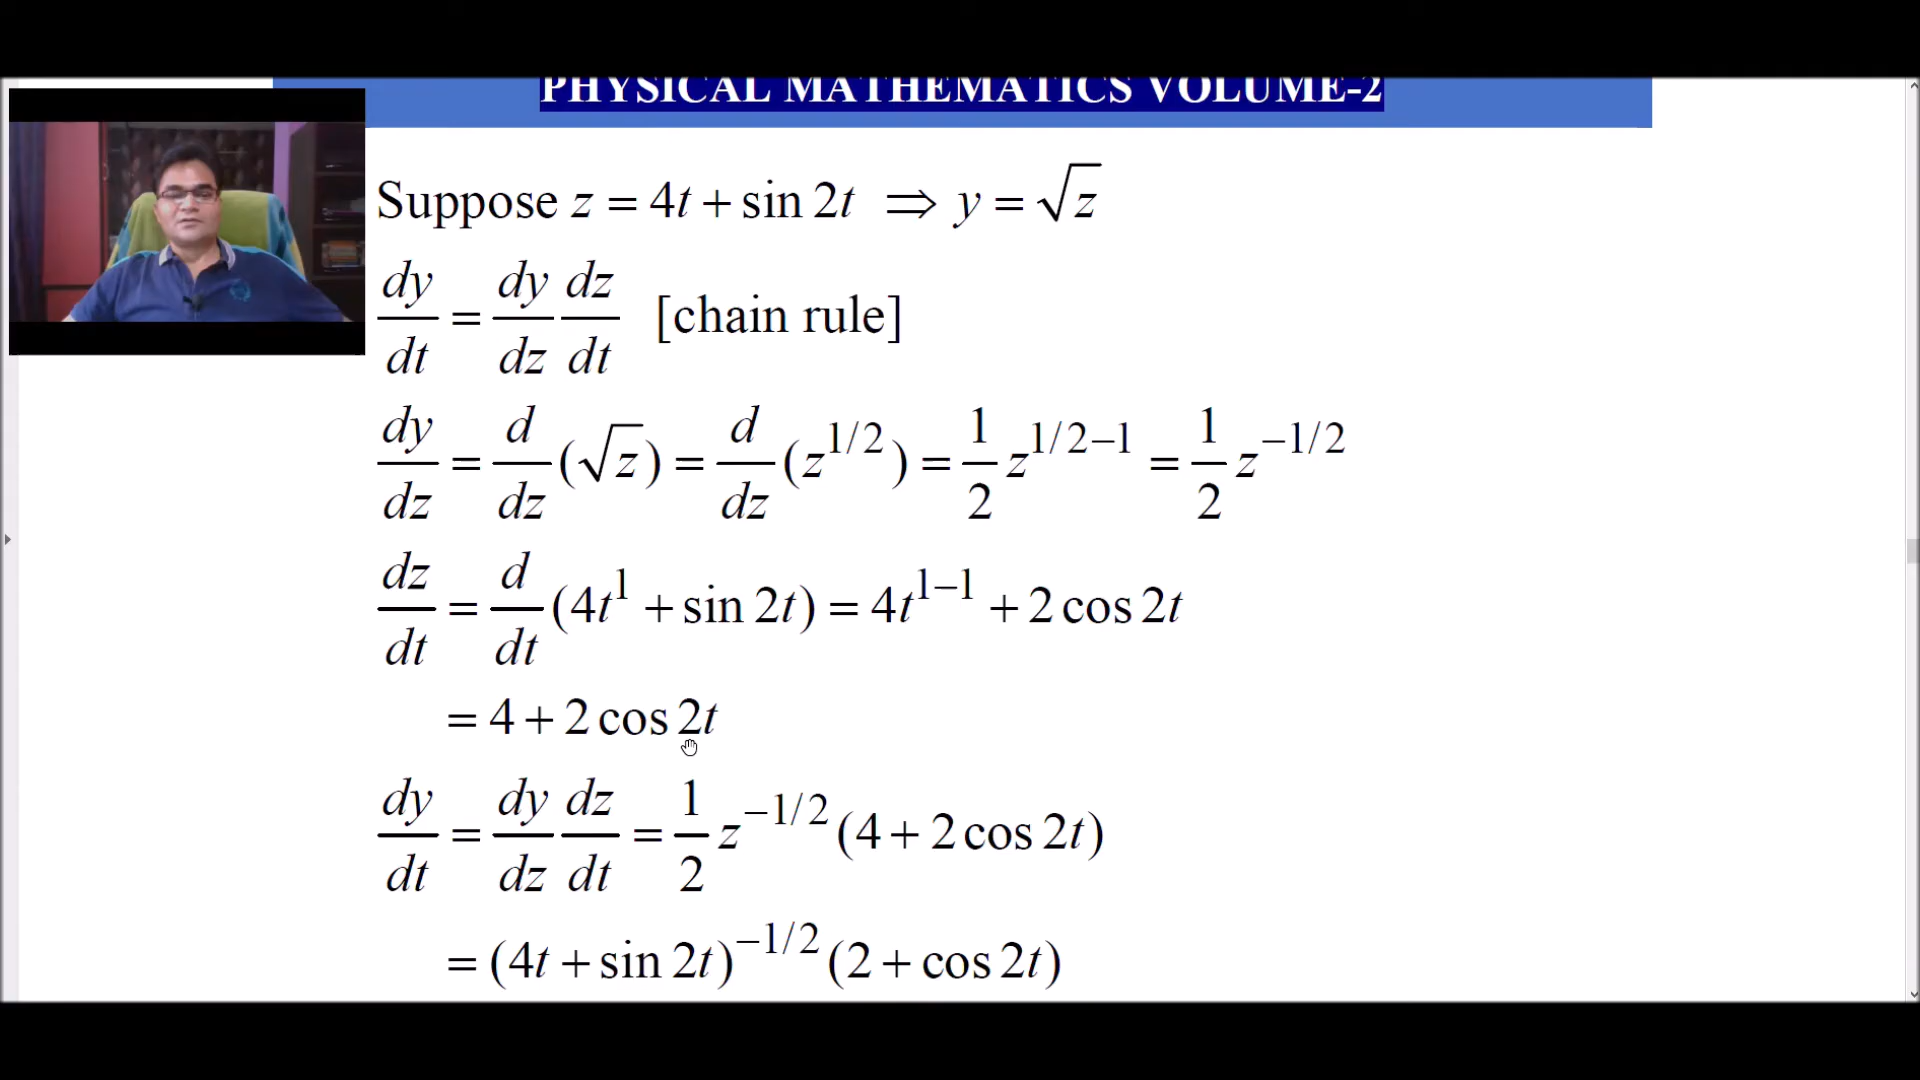 PHYSICAL MATHEMATICS VOLUME-2
Suppose z = 4t + sin 2t ⇒ y = √z
dy/dt = dy/dz dz/dt [chain rule]
dy/dz = d/dz (√z) = d/dz (z^{1/2}) = 1/2 z^{1/2−1} = 1/2 z^{−1/2}
dz/dt = d/dt (4t^1 + sin 2t) = 4t^{1−1} + 2 cos 2t
= 4 + 2 cos 2t
dy/dt = dy/dz dz/dt = 1/2 z^{−1/2} (4 + 2 cos 2t)
= (4t + sin 2t)^{−1/2} (2 + cos 2t)